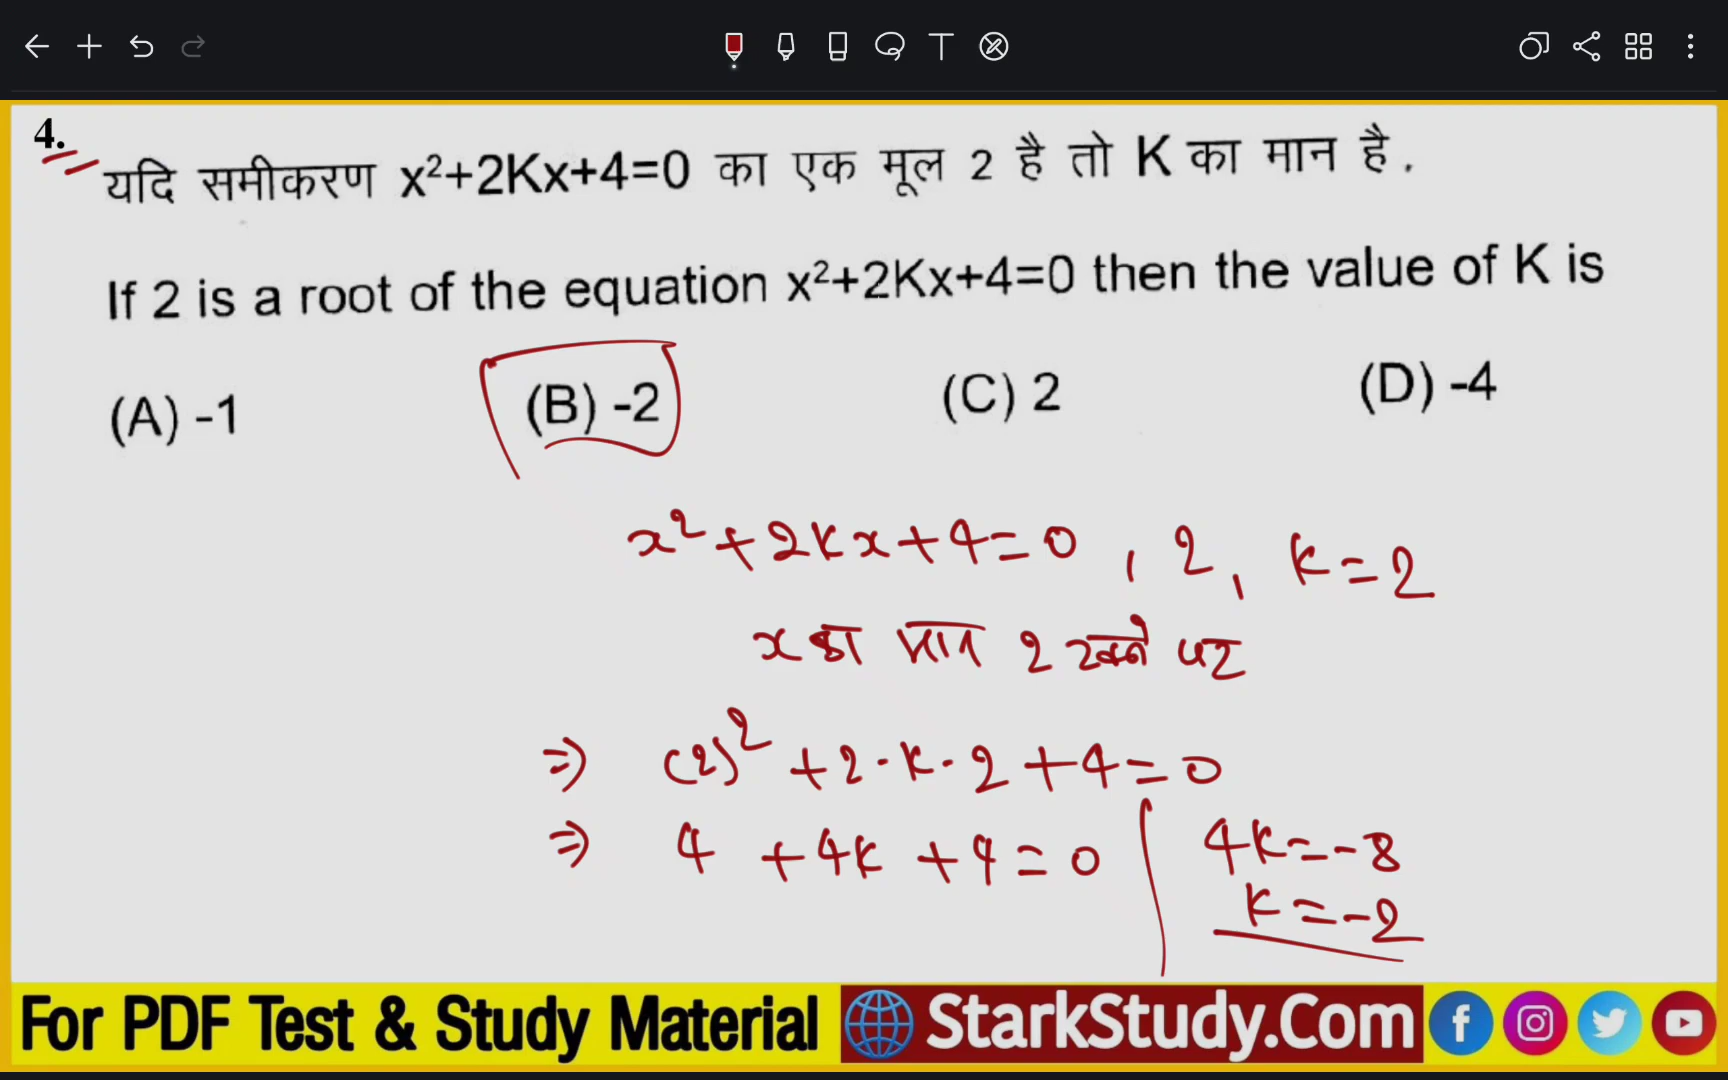 4.
यदि समीकरण x²+2Kx+4=0 का एक मूल 2 है तो K का मान है.
If 2 is a root of the equation x²+2Kx+4=0 then the value of K is
(A) -1 (B) -2 (C) 2 (D) -4
x²+2kx+4=0, 2, k=2
x का मान 2 रखने पर
⇒ (2)²+2·k·2+4=0
⇒ 4+4k+4=0 4k=-8
k=-2
For PDF Test & Study Material StarkStudy.Com